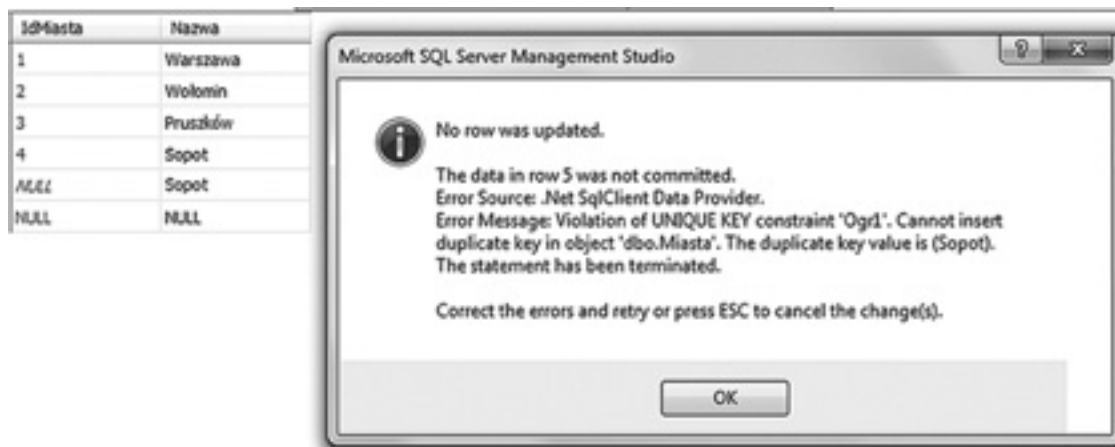 IdMiasta Nazwa
1 Warszawa
2 Wołomin
3 Pruszków
4 Sopot
NULL Sopot
NULL NULL
Microsoft SQL Server Management Studio
No row was updated.
The data in row 5 was not committed.
Error Source: .Net SqlClient Data Provider.
Error Message: Violation of UNIQUE KEY constraint 'Ogr1'. Cannot insert
duplicate key in object 'dbo.Miasta'. The duplicate key value is (Sopot).
The statement has been terminated.
Correct the errors and retry or press ESC to cancel the change(s).
OK